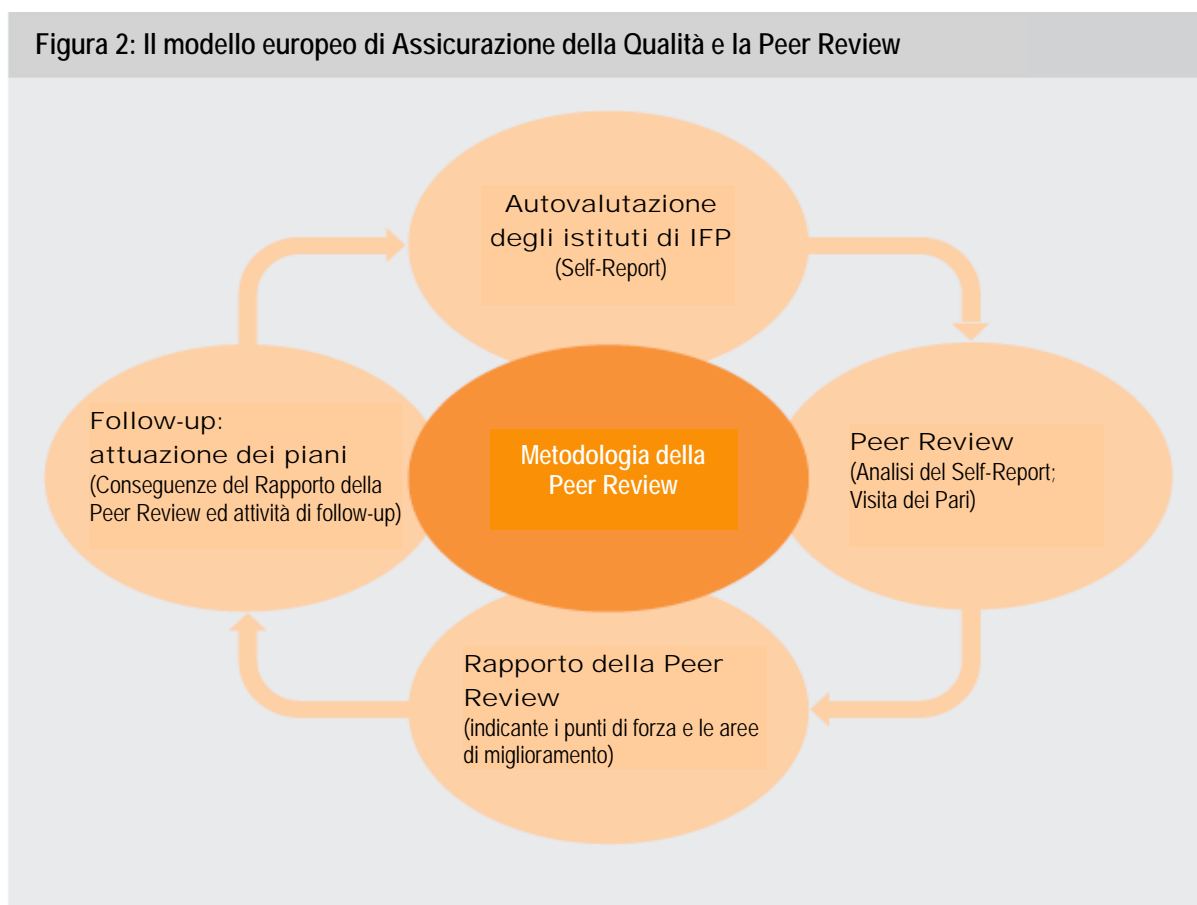 Figura 2: Il modello europeo di Assicurazione della Qualità e la Peer Review
Autovalutazione
degli istituti di IFP
(Self-Report)
Follow-up:
attuazione dei piani
(Conseguenze del Rapporto della
Peer Review ed attività di follow-up)
Metodologia della
Peer Review
Peer Review
(Analisi del Self-Report;
Visita dei Pari)
Rapporto della Peer
Review
(indicante i punti di forza e le aree
di miglioramento)